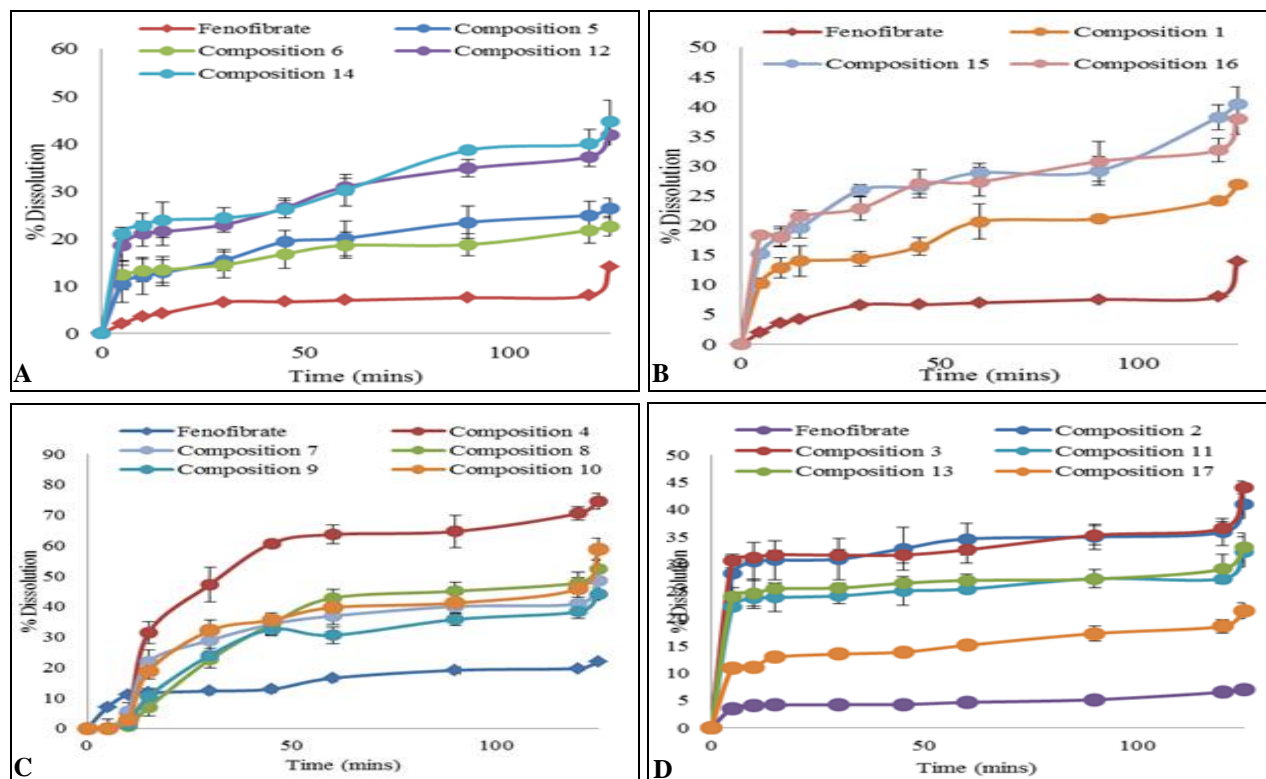 Fenofibrate Composition 5
Composition 6 Composition 12
Composition 14
60
50
40
30
20
10
0
% Dissolution
0 50 100
Time (mins)
A
Fenofibrate Composition 1
Composition 15 Composition 16
50
45
40
35
30
25
20
15
10
5
0
% Dissolution
0 50 100
Time (mins)
B
Fenofibrate Composition 4
Composition 7 Composition 8
Composition 9 Composition 10
90
80
70
60
50
40
30
20
10
0
% Dissolution
0 50 100
Time (mins)
C
Fenofibrate Composition 2
Composition 3 Composition 11
Composition 13 Composition 17
50
45
40
35
30
25
20
15
10
5
0
% Dissolution
0 50 100
Time (mins)
D